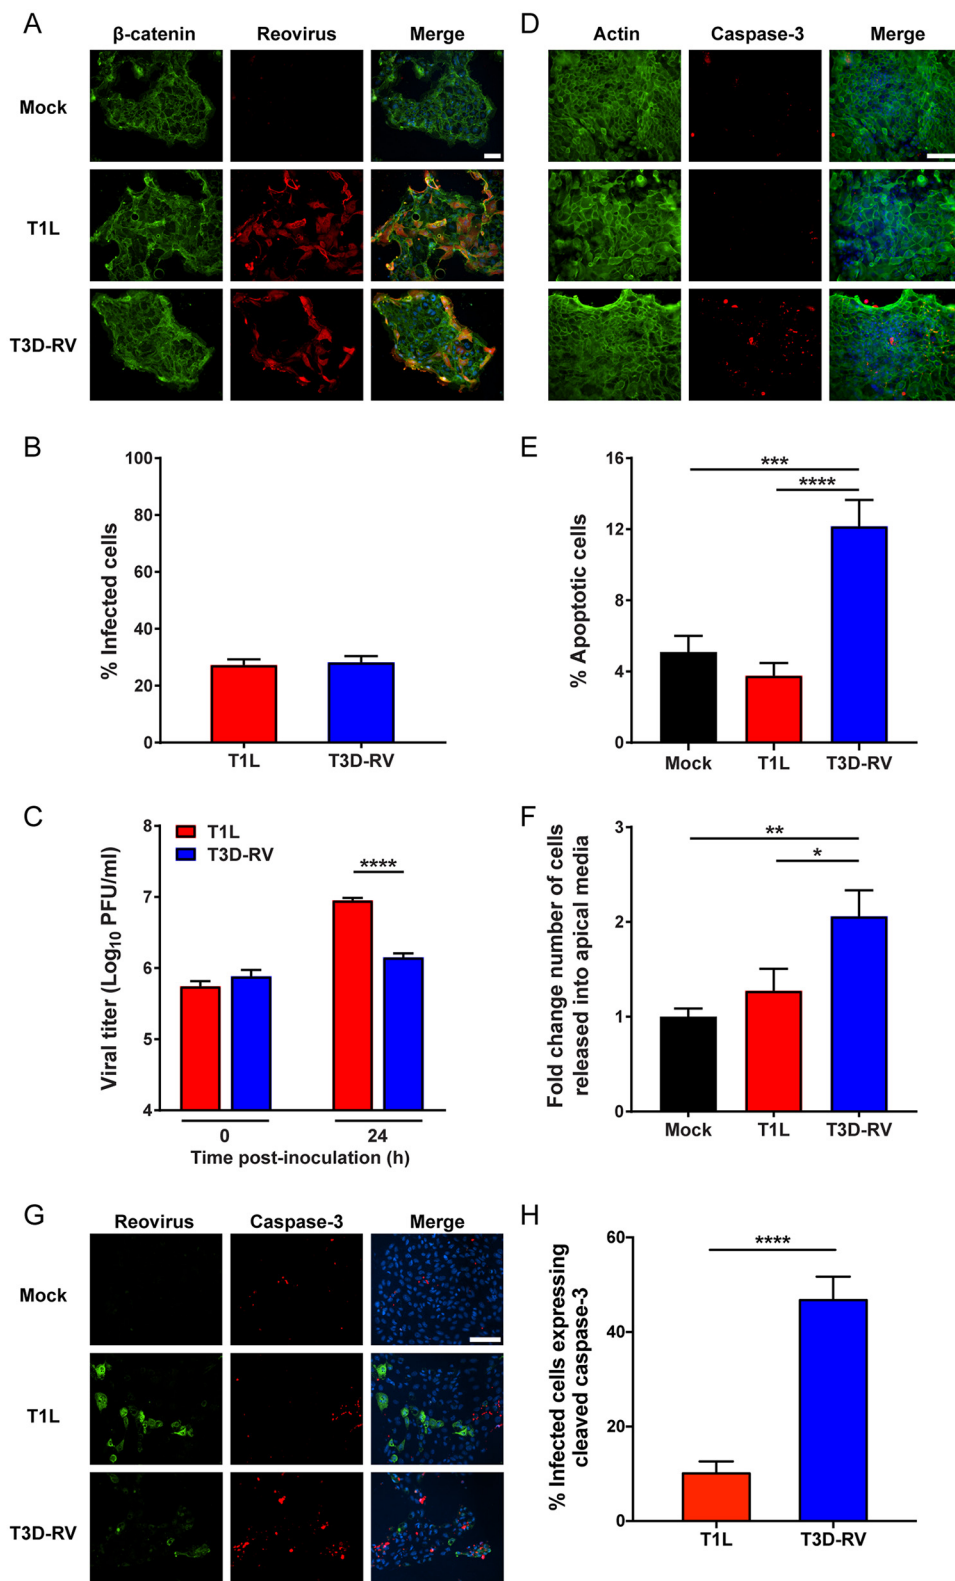 A
β-catenin Reovirus Merge
Mock
T1L
T3D-RV
D
Actin Caspase-3 Merge
B
% Infected cells
100
80
60
40
20
0
T1L T3D-RV
E
% Apoptotic cells
16
12
8
4
0
*** 
****
Mock T1L T3D-RV
C
Viral titer (Log10 PFU/ml)
8
7
6
5
4
T1L
T3D-RV
****
0 24
Time post-inoculation (h)
F
Fold change number of cells
released into apical media
3
2
1
0
**
*
Mock T1L T3D-RV
G
Reovirus Caspase-3 Merge
Mock
T1L
T3D-RV
H
% Infected cells expressing
cleaved caspase-3
60
40
20
0
****
T1L T3D-RV